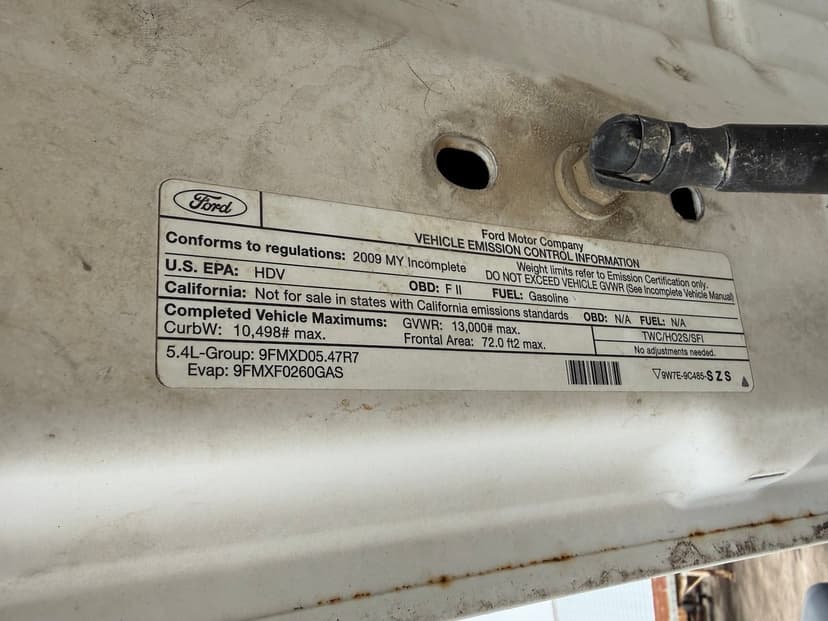 Ford
Ford Motor Company
VEHICLE EMISSION CONTROL INFORMATION
Conforms to regulations: 2009 MY Incomplete
Weight limits refer to Emission Certification only.
DO NOT EXCEED VEHICLE GVWR (See Incomplete Vehicle Manual)
U.S. EPA: HDV OBD: F II FUEL: Gasoline
California: Not for sale in states with California emissions standards OBD: N/A FUEL: N/A
Completed Vehicle Maximums: GVWR: 13,000# max.
CurbW: 10,498# max. Frontal Area: 72.0 ft2 max.
TWC/HO2S/SFI
No adjustments needed.
5.4L-Group: 9FMXD05.47R7
Evap: 9FMXF0260GAS
9W7E-9C485-SZS